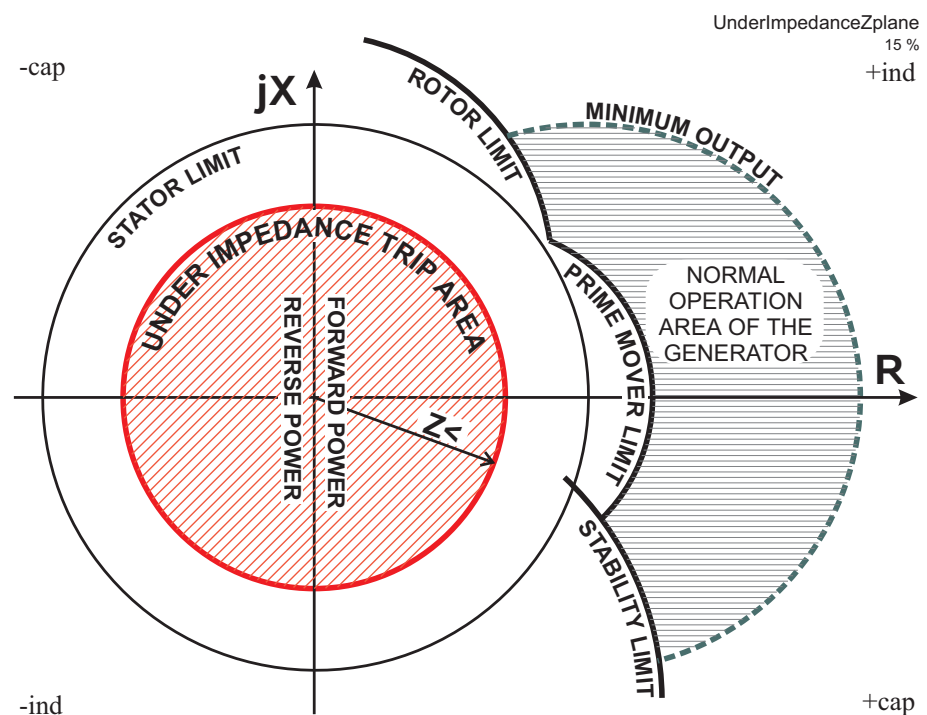 UnderImpedanceZplane
15 %
-cap
+ind
jX
ROTOR LIMIT
MINIMUM OUTPUT
STATOR LIMIT
UNDER IMPEDANCE TRIP AREA
PRIME MOVER LIMIT
NORMAL
OPERATION
AREA OF THE
GENERATOR
REVERSE POWER
FORWARD POWER
R
Z<
STABILITY LIMIT
-ind
+cap